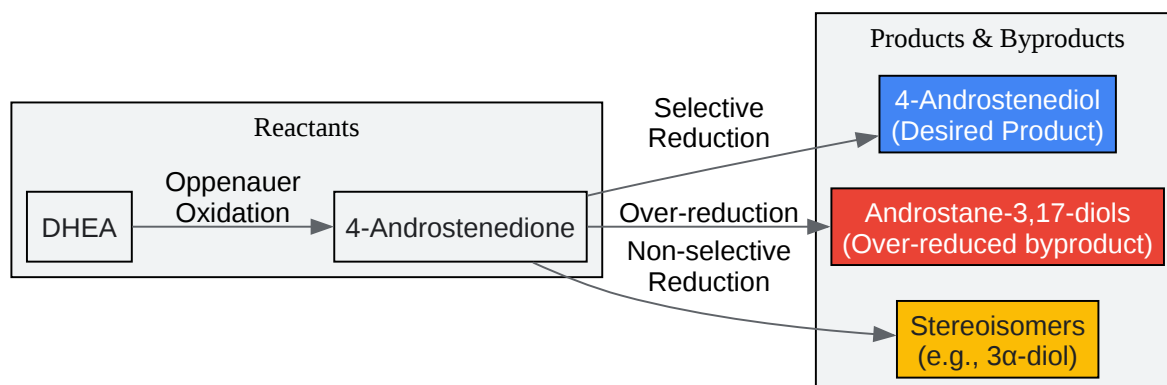 Reactants
DHEA
Oppenauer
Oxidation
4-Androstenedione
Selective
Reduction
Over-reduction
Non-selective
Reduction
Products & Byproducts
4-Androstenediol
(Desired Product)
Androstane-3,17-diols
(Over-reduced byproduct)
Stereoisomers
(e.g., 3α-diol)